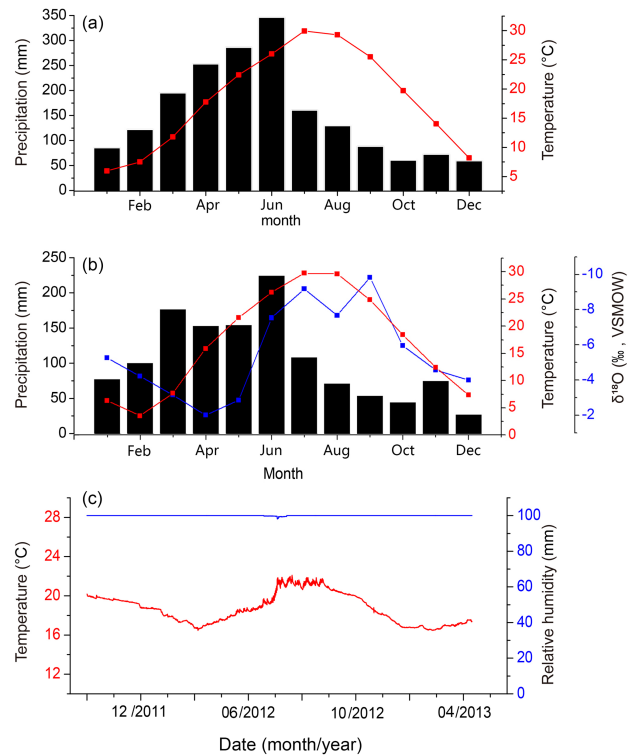 (a)
Precipitation (mm)
350
300
250
200
150
100
50
0
Feb Apr Jun Aug Oct Dec
month
30
25
20
15
10
5
Temperature (°C)
(b)
Precipitation (mm)
250
200
150
100
50
0
Feb Apr Jun Aug Oct Dec
Month
30
25
20
15
10
5
0
Temperature (°C)
-10
-8
-6
-4
-2
δ¹⁸O (‰ , VSMOW)
(c)
Temperature (°C)
28
24
20
16
12
12/2011 06/2012 10/2012 04/2013
Date (month/year)
100
80
60
40
20
0
Relative humidity (mm)